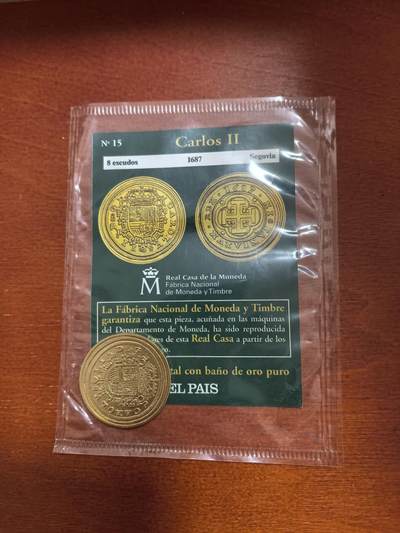 Nº 15
Carlos II
8 escudos 1687 Segovia
Real Casa de la Moneda
Fábrica Nacional
de Moneda y Timbre
La Fábrica Nacional de Moneda y Timbre
garantiza que esta pieza, acuñada en las máquinas
del Departamento de Moneda, ha sido reproducida
de esta Real Casa a partir de los
con baño de oro puro
EL PAIS